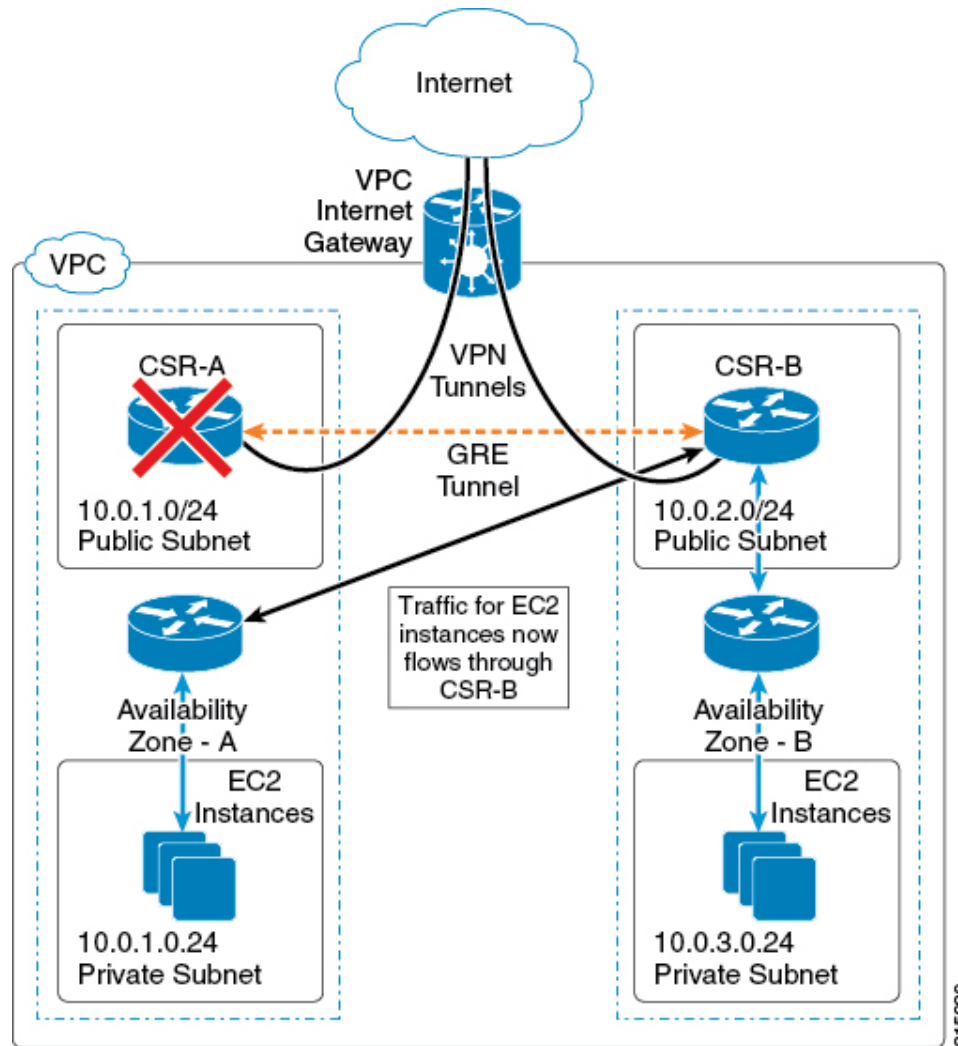 Internet
VPC
Internet
Gateway
VPC
CSR-A
VPN
Tunnels
CSR-B
GRE
Tunnel
10.0.1.0/24
Public Subnet
10.0.2.0/24
Public Subnet
Traffic for EC2
instances now
flows through
CSR-B
Availability
Zone - A
Availability
Zone - B
EC2
Instances
EC2
Instances
10.0.1.0.24
Private Subnet
10.0.3.0.24
Private Subnet